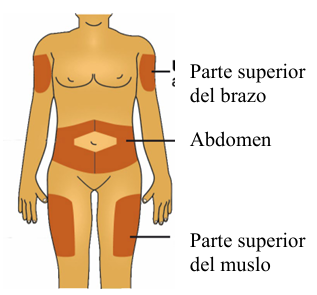 Parte superior
del brazo
Abdomen
Parte superior
del muslo